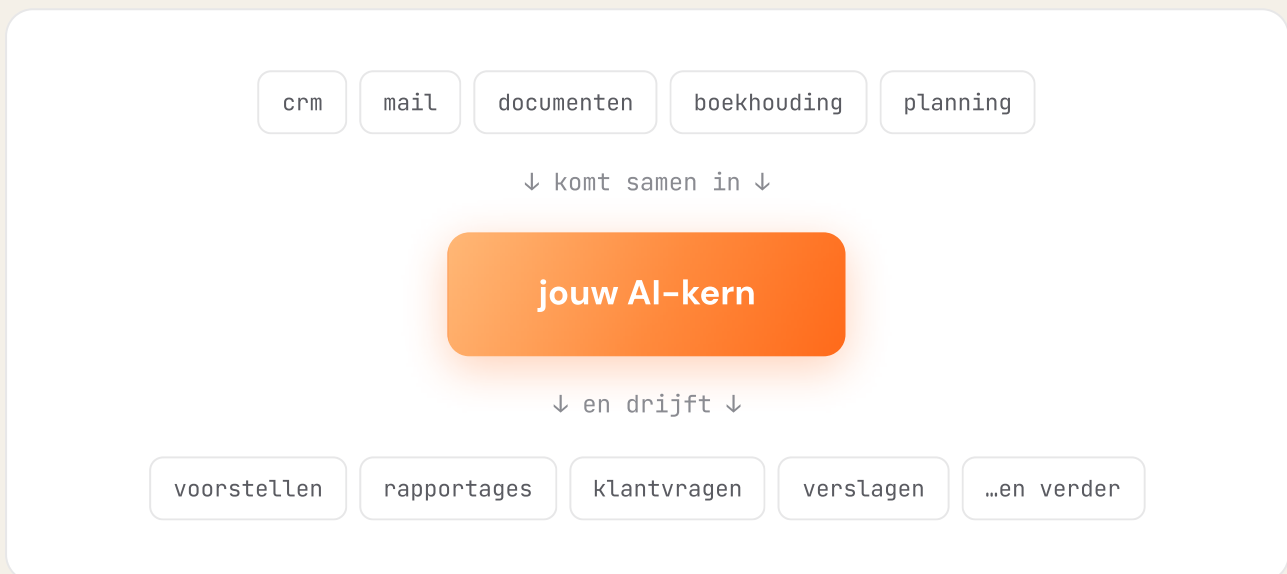 crm mail documenten boekhouding planning
↓ komt samen in ↓
jouw AI-kern
↓ en drijft ↓
voorstellen rapportages klantvragen verslagen …en verder